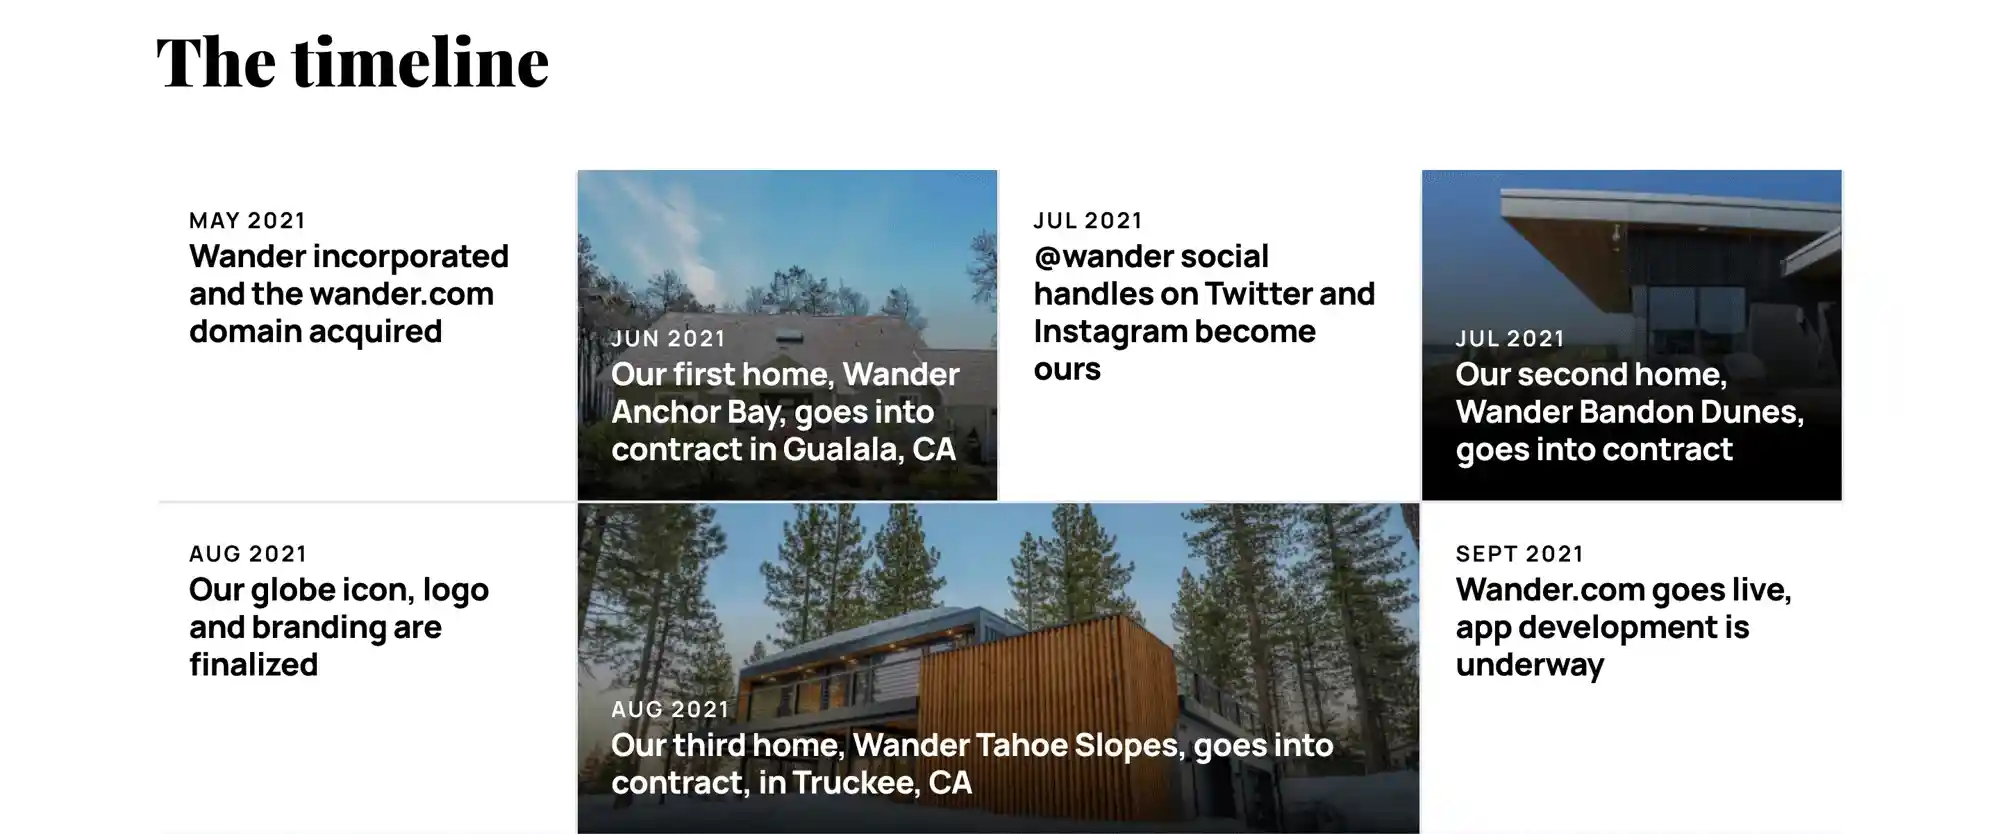 The timeline
MAY 2021
Wander incorporated
and the wander.com
domain acquired
JUN 2021
Our first home, Wander
Anchor Bay, goes into
contract in Gualala, CA
JUL 2021
@wander social
handles on Twitter and
Instagram become
ours
JUL 2021
Our second home,
Wander Bandon Dunes,
goes into contract
AUG 2021
Our globe icon, logo
and branding are
finalized
AUG 2021
Our third home, Wander Tahoe Slopes, goes into
contract, in Truckee, CA
SEPT 2021
Wander.com goes live,
app development is
underway